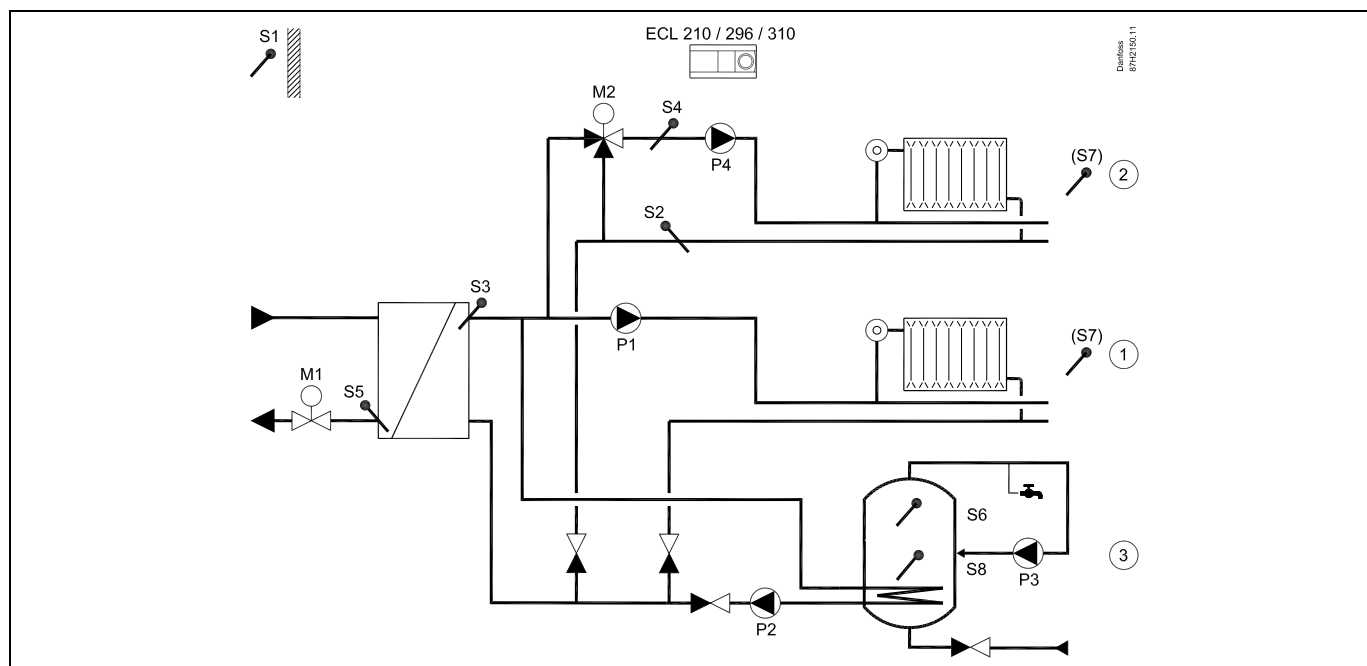 S1
ECL 210 / 296 / 310
Danfoss
87H2150.11
M2
S4
P4
(S7)
2
S2
S3
P1
(S7)
1
M1
S5
S6
S8
P3
3
P2